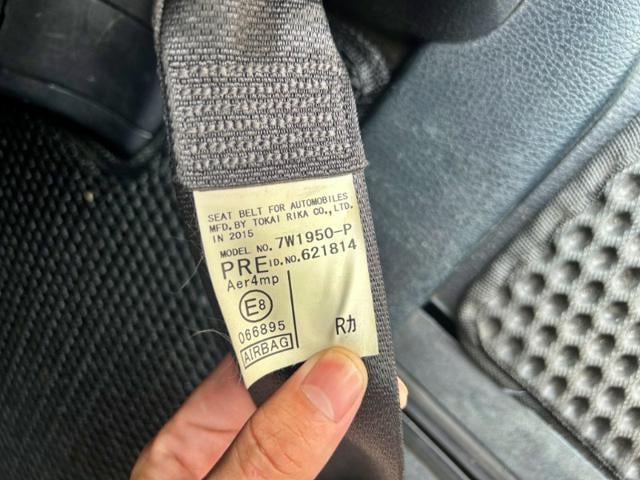 SEAT BELT FOR AUTOMOBILES
MFD. BY TOKAI RIKA CO., LTD.
IN 2015
MODEL NO. 7W1950-P
PRE ID.NO. 621814
Aer4mp
E8
066895
AIRBAG
Rカ